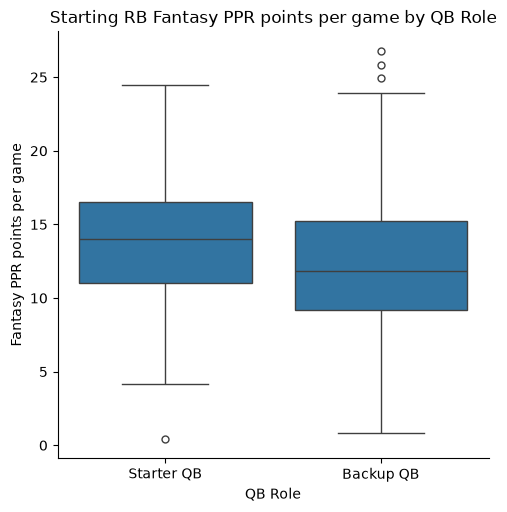 Starting RB Fantasy PPR points per game by QB Role
Fantasy PPR points per game
25
20
15
10
5
0
Starter QB
Backup QB
QB Role